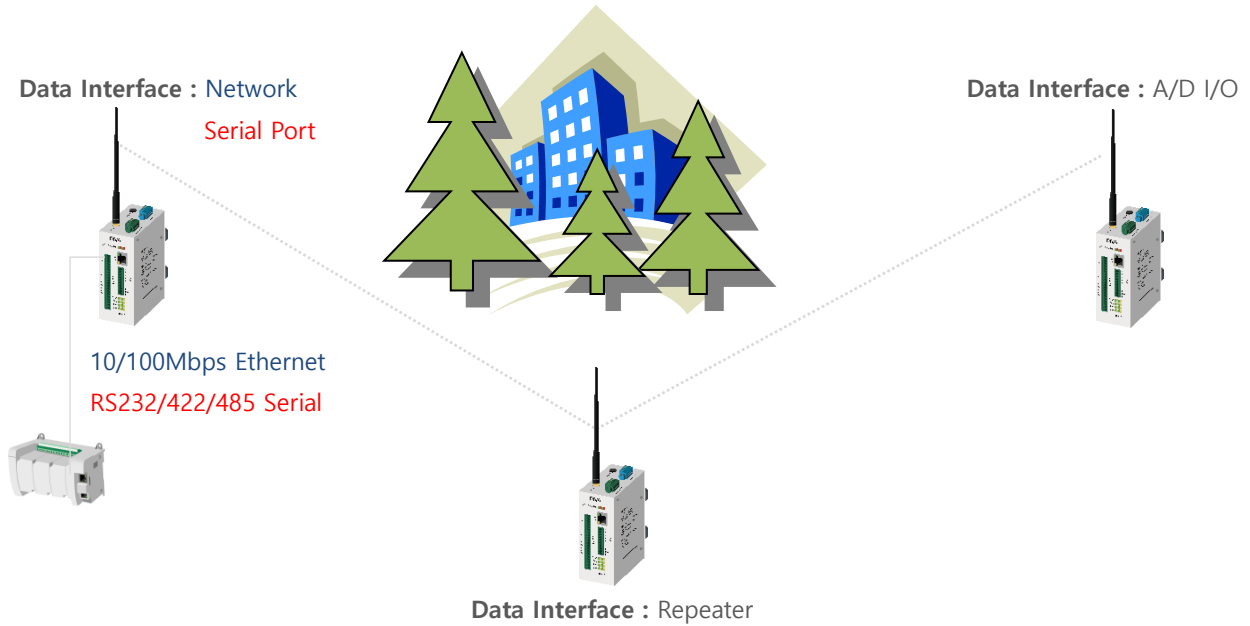 Data Interface : Network
Serial Port
Data Interface : A/D I/O
10/100Mbps Ethernet
RS232/422/485 Serial
Data Interface : Repeater